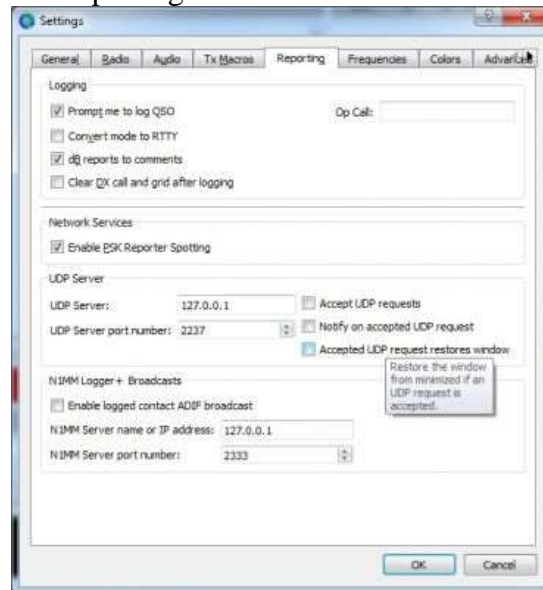 Settings
General Radio Audio Tx Macros Reporting Frequencies Colors
Logging
Prompt me to log QSO Op Call:
Convert mode to RTTY
dB reports to comments
Clear DX call and grid after logging
Network Services
Enable PSK Reporter Spotting
UDP Server
UDP Server: 127.0.0.1 Accept UDP requests
UDP Server port number: 2237 Notify on accepted UDP request
Accepted UDP request restores window
Restore the window
from minimized if an
UDP request is
accepted.
N1MM Logger+ Broadcasts
Enable logged contact ADIF broadcast
N1MM Server name or IP address: 127.0.0.1
N1MM Server port number: 2333
OK Cancel